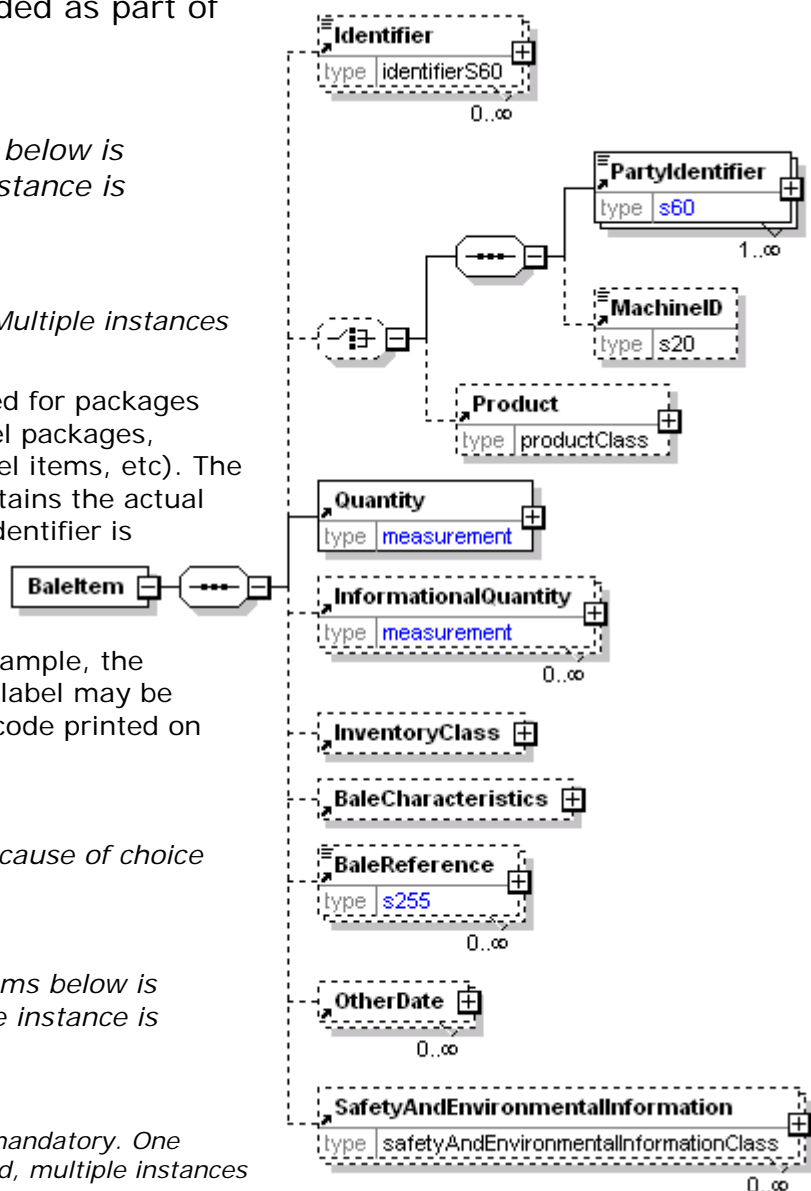 ded as part of
below is
stance is
Multiple instances
ed for packages
el packages,
el items, etc). The
tains the actual
dentifier is
ample, the
label may be
code printed on
cause of choice
ms below is
e instance is
mandatory. One
d, multiple instances
BaleItem
Identifier
type identifierS60
0..∞
PartyIdentifier
type s60
1..∞
MachineID
type s20
Product
type productClass
Quantity
type measurement
InformationalQuantity
type measurement
0..∞
InventoryClass
BaleCharacteristics
BaleReference
type s255
0..∞
OtherDate
0..∞
SafetyAndEnvironmentalInformation
type safetyAndEnvironmentalInformationClass
0..∞